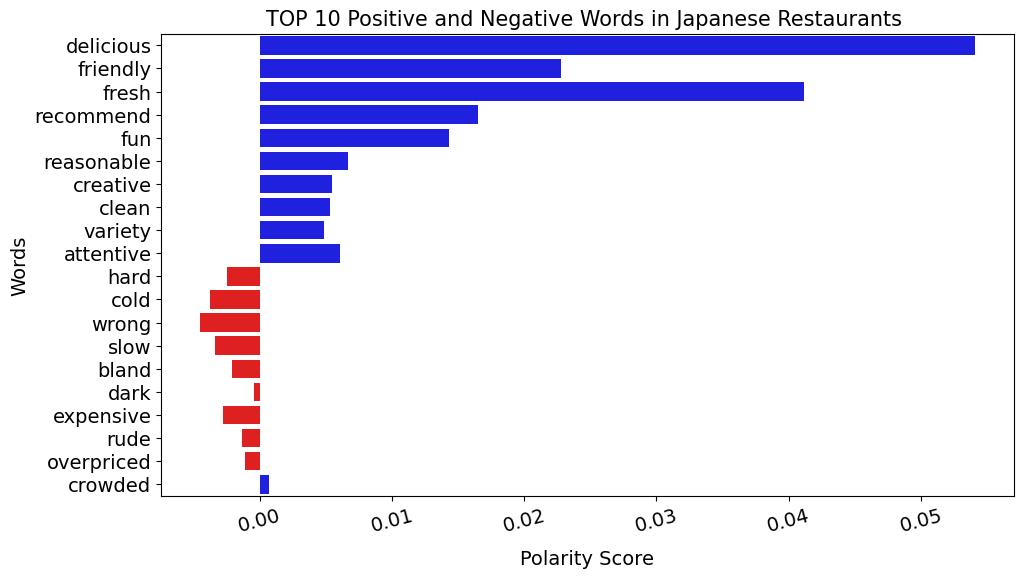 TOP 10 Positive and Negative Words in Japanese Restaurants
Words
delicious
friendly
fresh
recommend
fun
reasonable
creative
clean
variety
attentive
hard
cold
wrong
slow
bland
dark
expensive
rude
overpriced
crowded
0.00 0.01 0.02 0.03 0.04 0.05
Polarity Score